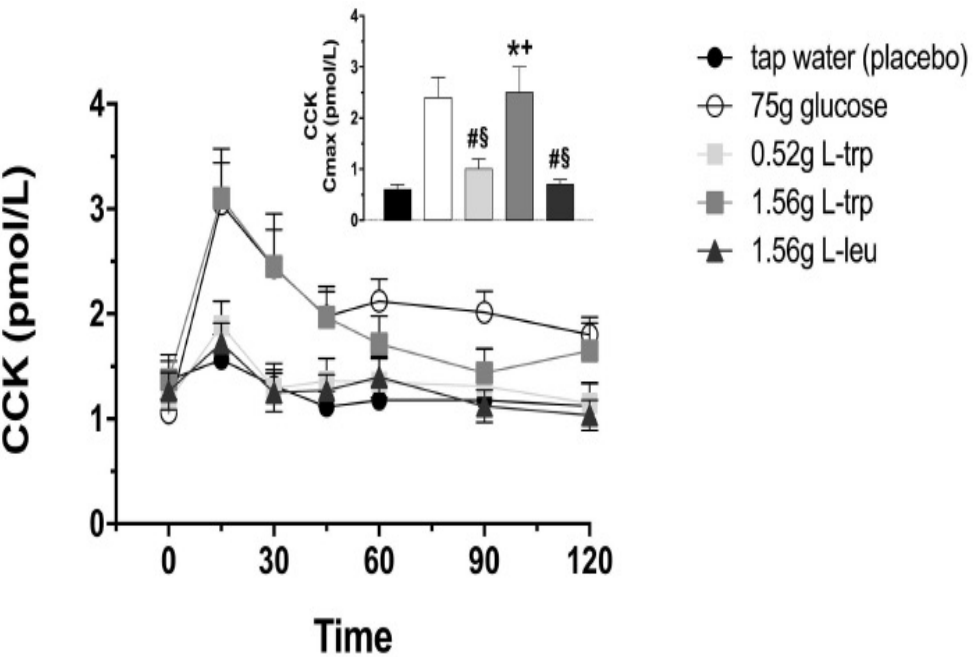 4
3
2
1
0
CCK (pmol/L)
0 30 60 90 120
Time
4
3
2
1
0
CCK
Cmax (pmol/L)
#§
*+
#§
tap water (placebo)
75g glucose
0.52g L-trp
1.56g L-trp
1.56g L-leu